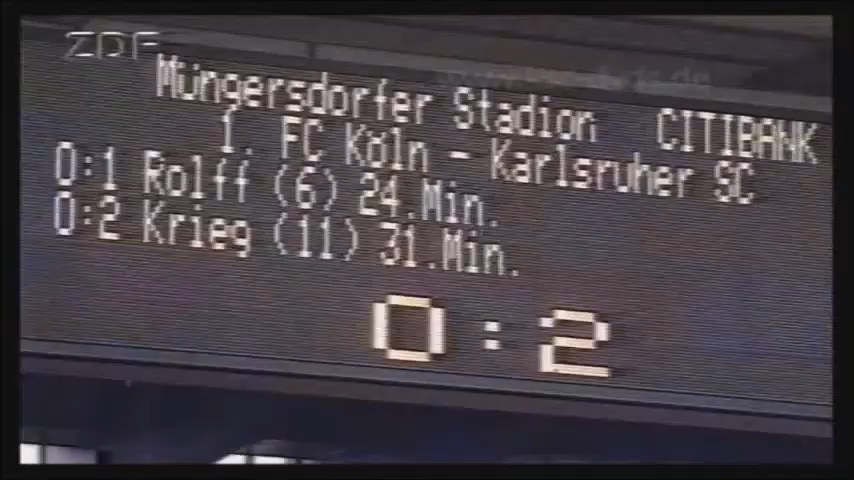 ZDF
Müngersdorfer Stadion CITIBANK
1. FC Köln - Karlsruher SC
0:1 Rolff (6) 24.Min.
0:2 Krieg (11) 31.Min.
0:2